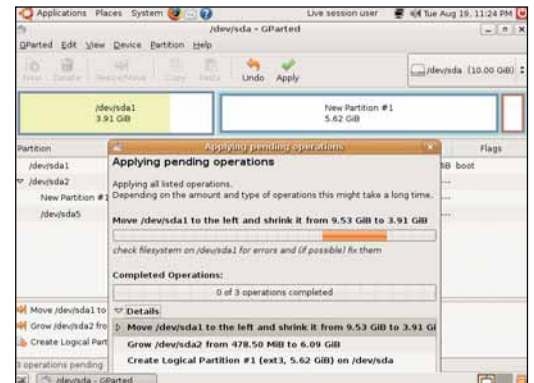 Applications Places System Live session user Tue Aug 19, 11:24 PM
/dev/sda - GParted
GParted Edit View Device Partition Help
New Delete Resize/Move Copy Paste Undo Apply /dev/sda (10.00 GiB)
/dev/sda1
3.91 GiB
New Partition #1
5.62 GiB
Partition Flags
/dev/sda1 boot
/dev/sda2
New Partition #1
/dev/sda5
Applying pending operations
Applying pending operations
Applying all listed operations.
Depending on the amount and type of operations this might take a long time.
Move /dev/sda1 to the left and shrink it from 9.53 GiB to 3.91 GiB
check filesystem on /dev/sda1 for errors and (if possible) fix them
Completed Operations:
0 of 3 operations completed
Details
Move /dev/sda1 to the left and shrink it from 9.53 GiB to 3.91 Gi
Grow /dev/sda2 from 478.50 MiB to 6.09 GiB
Create Logical Partition #1 (ext3, 5.62 GiB) on /dev/sda
Move /dev/sda1 to
Grow /dev/sda2 fro
Create Logical Part
3 operations pending
/dev/sda - GParted